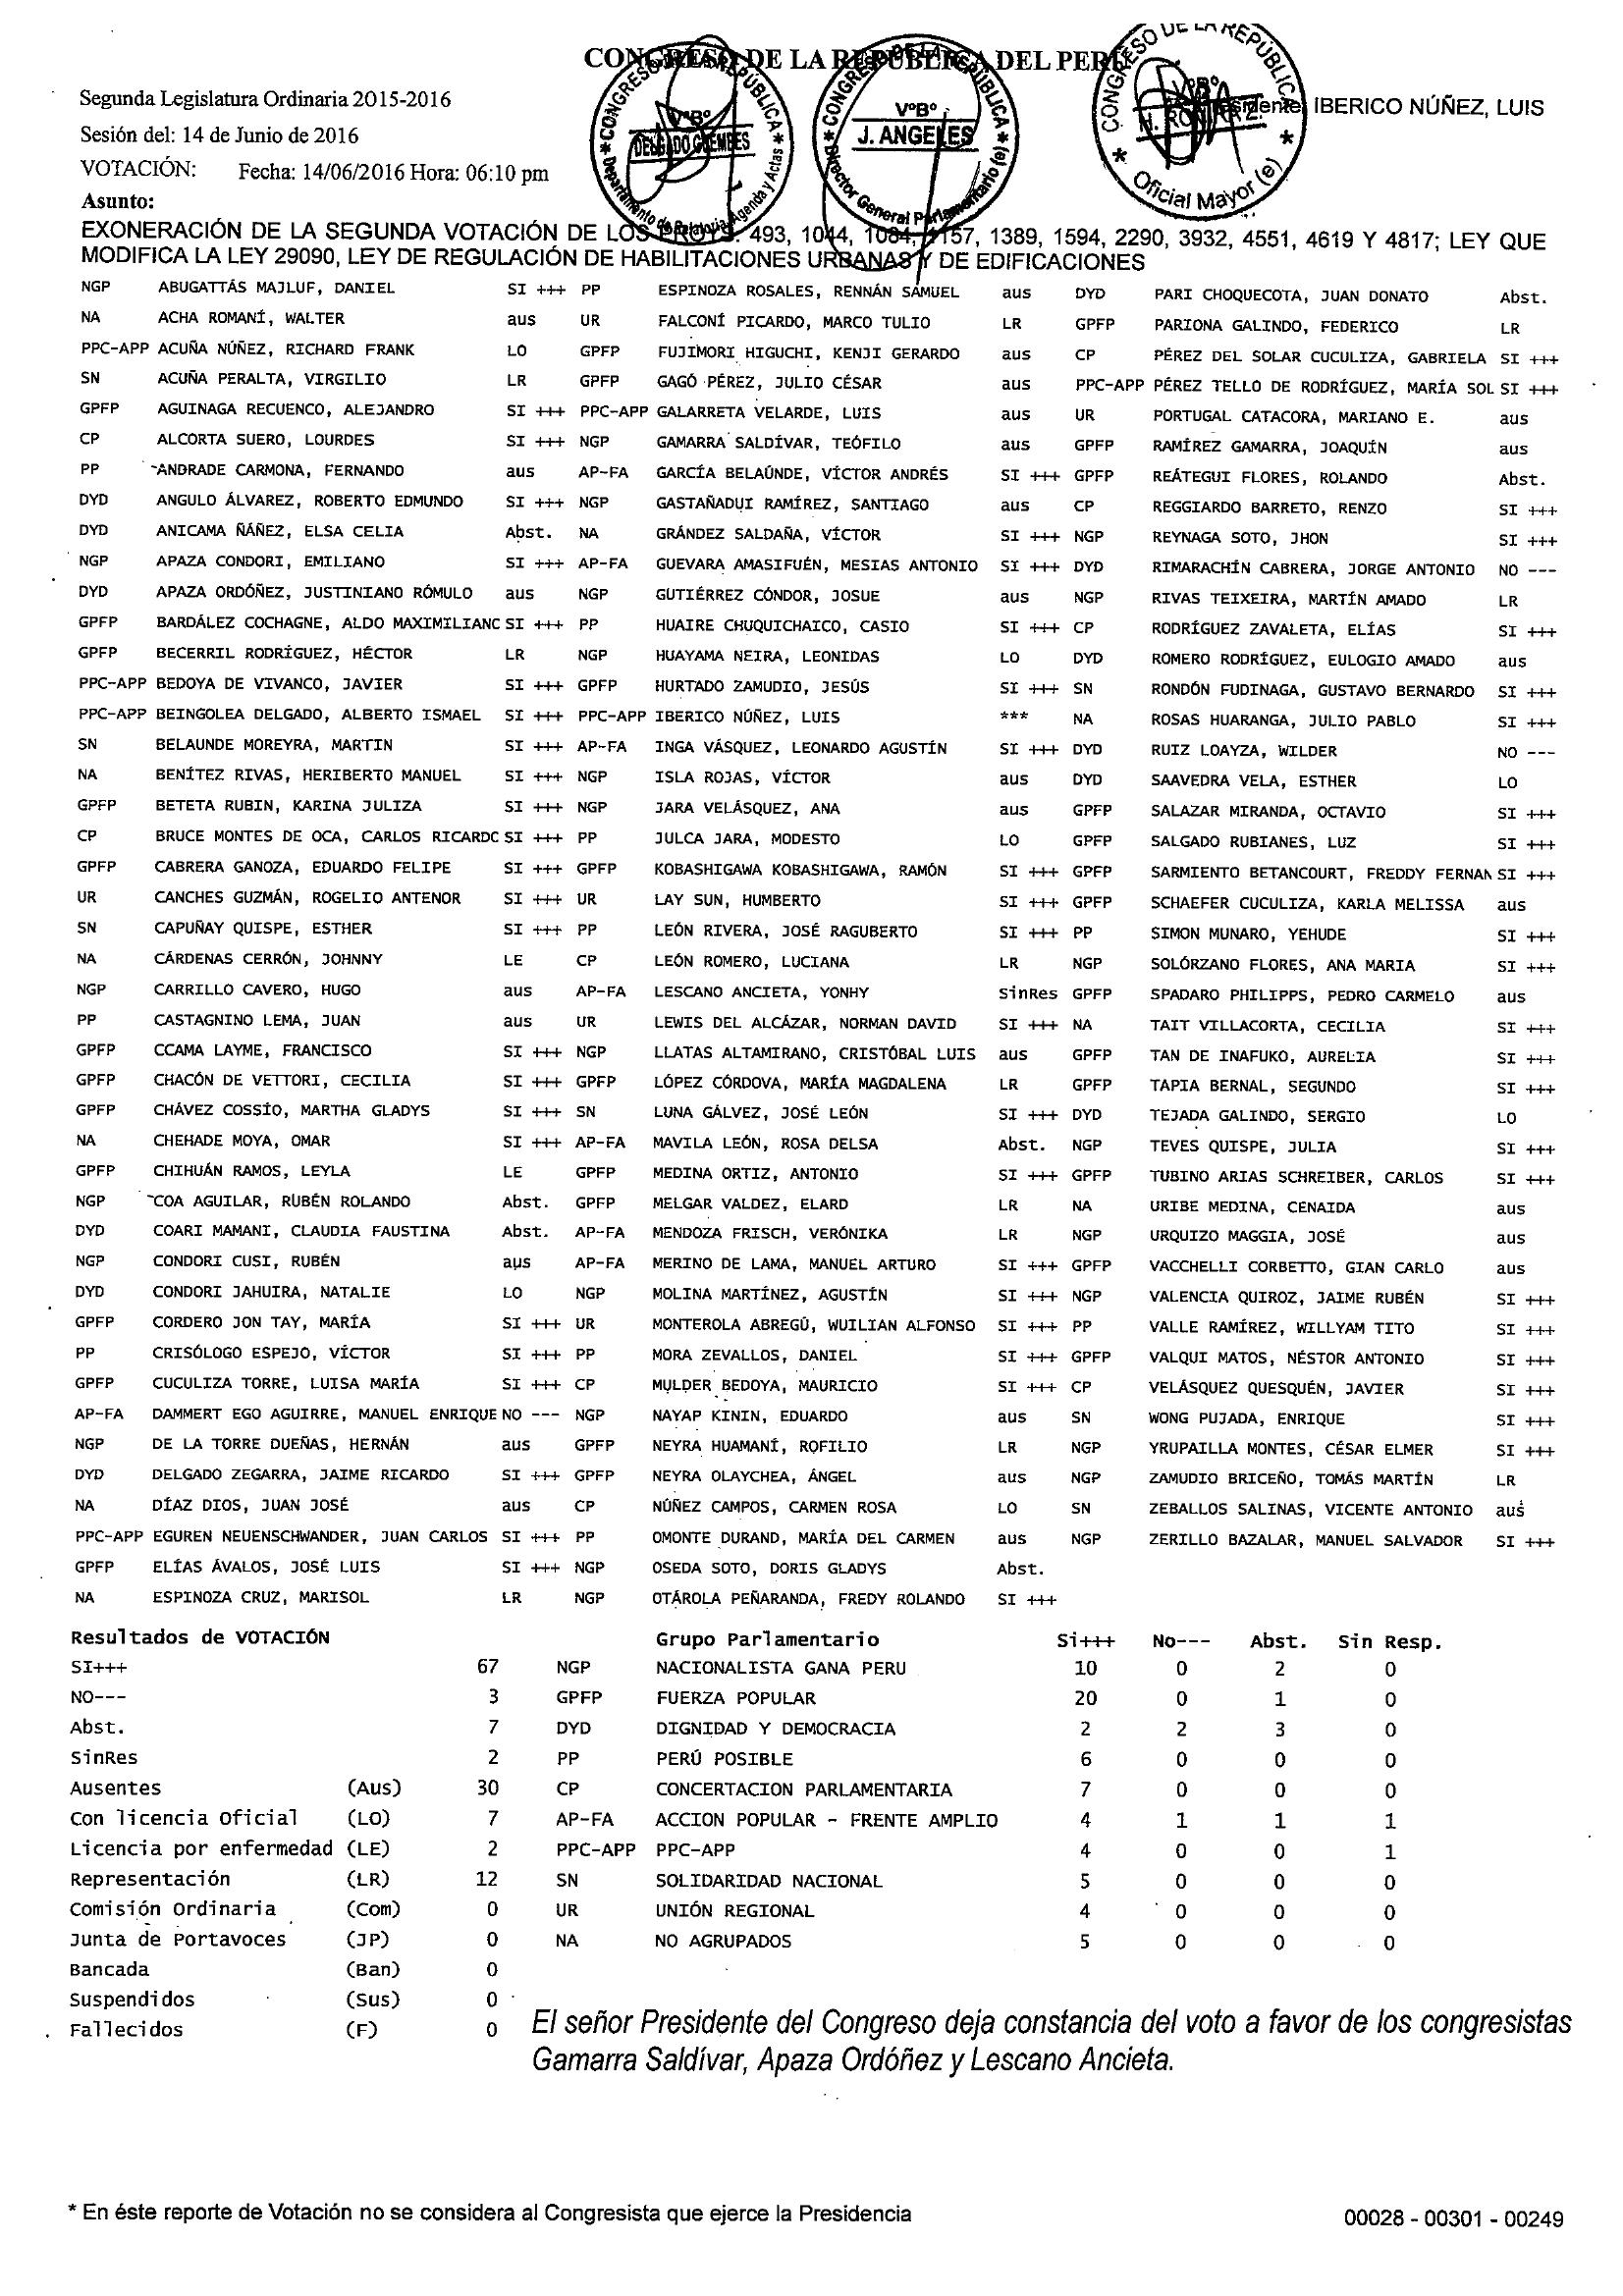 CONGRESO DE LA REPÚBLICA DEL PERÚ
Segunda Legislatura Ordinaria 2015-2016
IBERICO NÚÑEZ, LUIS
Sesión del: 14 de Junio de 2016
VOTACIÓN: Fecha: 14/06/2016 Hora: 06:10 pm
Asunto:
EXONERACIÓN DE LA SEGUNDA VOTACIÓN DE LOS PROYS. 493, 1044, 1084, 1157, 1389, 1594, 2290, 3932, 4551, 4619 Y 4817; LEY QUE
MODIFICA LA LEY 29090, LEY DE REGULACIÓN DE HABILITACIONES URBANAS Y DE EDIFICACIONES
NGP ABUGATTÁS MAJLUF, DANIEL SI +++ PP ESPINOZA ROSALES, RENNÁN SAMUEL aus DYD PARI CHOQUECOTA, JUAN DONATO Abst.
NA ACHA ROMANÍ, WALTER aus UR FALCONÍ PICARDO, MARCO TULIO LR GPFP PARIONA GALINDO, FEDERICO LR
PPC-APP ACUÑA NÚÑEZ, RICHARD FRANK LO GPFP FUJIMORI HIGUCHI, KENJI GERARDO aus CP PÉREZ DEL SOLAR CUCULIZA, GABRIELA SI +++
SN ACUÑA PERALTA, VIRGILIO LR GPFP GAGÓ PÉREZ, JULIO CÉSAR aus PPC-APP PÉREZ TELLO DE RODRÍGUEZ, MARÍA SOL SI +++
GPFP AGUINAGA RECUENCO, ALEJANDRO SI +++ PPC-APP GALARRETA VELARDE, LUIS aus UR PORTUGAL CATACORA, MARIANO E. aus
CP ALCORTA SUERO, LOURDES SI +++ NGP GAMARRA SALDÍVAR, TEÓFILO aus GPFP RAMÍREZ GAMARRA, JOAQUÍN aus
PP ANDRADE CARMONA, FERNANDO aus AP-FA GARCÍA BELAÚNDE, VÍCTOR ANDRÉS SI +++ GPFP REÁTEGUI FLORES, ROLANDO Abst.
DYD ANGULO ÁLVAREZ, ROBERTO EDMUNDO SI +++ NGP GASTAÑADUI RAMÍREZ, SANTIAGO aus CP REGGIARDO BARRETO, RENZO SI +++
DYD ANICAMA ÑÁÑEZ, ELSA CELIA Abst. NA GRÁNDEZ SALDAÑA, VÍCTOR SI +++ NGP REYNAGA SOTO, JHON SI +++
NGP APAZA CONDORI, EMILIANO SI +++ AP-FA GUEVARA AMASIFUÉN, MESIAS ANTONIO SI +++ DYD RIMARACHÍN CABRERA, JORGE ANTONIO NO ---
DYD APAZA ORDÓÑEZ, JUSTINIANO RÓMULO aus NGP GUTIÉRREZ CÓNDOR, JOSUE aus NGP RIVAS TEIXEIRA, MARTÍN AMADO LR
GPFP BARDÁLEZ COCHAGNE, ALDO MAXIMILIANC SI +++ PP HUAIRE CHUQUICHAICO, CASIO SI +++ CP RODRÍGUEZ ZAVALETA, ELÍAS SI +++
GPFP BECERRIL RODRÍGUEZ, HÉCTOR LR NGP HUAYAMA NEIRA, LEONIDAS LO DYD ROMERO RODRÍGUEZ, EULOGIO AMADO aus
PPC-APP BEDOYA DE VIVANCO, JAVIER SI +++ GPFP HURTADO ZAMUDIO, JESÚS SI +++ SN RONDÓN FUDINAGA, GUSTAVO BERNARDO SI +++
PPC-APP BEINGOLEA DELGADO, ALBERTO ISMAEL SI +++ PPC-APP IBERICO NÚÑEZ, LUIS *** NA ROSAS HUARANGA, JULIO PABLO SI +++
SN BELAUNDE MOREYRA, MARTIN SI +++ AP-FA INGA VÁSQUEZ, LEONARDO AGUSTÍN SI +++ DYD RUIZ LOAYZA, WILDER NO ---
NA BENÍTEZ RIVAS, HERIBERTO MANUEL SI +++ NGP ISLA ROJAS, VÍCTOR aus DYD SAAVEDRA VELA, ESTHER LO
GPFP BETETA RUBIN, KARINA JULIZA SI +++ NGP JARA VELÁSQUEZ, ANA aus GPFP SALAZAR MIRANDA, OCTAVIO SI +++
CP BRUCE MONTES DE OCA, CARLOS RICARDC SI +++ PP JULCA JARA, MODESTO LO GPFP SALGADO RUBIANES, LUZ SI +++
GPFP CABRERA GANOZA, EDUARDO FELIPE SI +++ GPFP KOBASHIGAWA KOBASHIGAWA, RAMÓN SI +++ GPFP SARMIENTO BETANCOURT, FREDDY FERNAN SI +++
UR CANCHES GUZMÁN, ROGELIO ANTENOR SI +++ UR LAY SUN, HUMBERTO SI +++ GPFP SCHAEFER CUCULIZA, KARLA MELISSA aus
SN CAPUÑAY QUISPE, ESTHER SI +++ PP LEÓN RIVERA, JOSÉ RAGUBERTO SI +++ PP SIMON MUNARO, YEHUDE SI +++
NA CÁRDENAS CERRÓN, JOHNNY LE CP LEÓN ROMERO, LUCIANA LR NGP SOLÓRZANO FLORES, ANA MARIA SI +++
NGP CARRILLO CAVERO, HUGO aus AP-FA LESCANO ANCIETA, YONHY SinRes GPFP SPADARO PHILIPPS, PEDRO CARMELO aus
PP CASTAGNINO LEMA, JUAN aus UR LEWIS DEL ALCÁZAR, NORMAN DAVID SI +++ NA TAIT VILLACORTA, CECILIA SI +++
GPFP CCAMA LAYME, FRANCISCO SI +++ NGP LLATAS ALTAMIRANO, CRISTÓBAL LUIS aus GPFP TAN DE INAFUKO, AURELIA SI +++
GPFP CHACÓN DE VETTORI, CECILIA SI +++ GPFP LÓPEZ CÓRDOVA, MARÍA MAGDALENA LR GPFP TAPIA BERNAL, SEGUNDO SI +++
GPFP CHÁVEZ COSSÍO, MARTHA GLADYS SI +++ SN LUNA GÁLVEZ, JOSÉ LEÓN SI +++ DYD TEJADA GALINDO, SERGIO LO
NA CHEHADE MOYA, OMAR SI +++ AP-FA MAVILA LEÓN, ROSA DELSA Abst. NGP TEVES QUISPE, JULIA SI +++
GPFP CHIHUÁN RAMOS, LEYLA LE GPFP MEDINA ORTIZ, ANTONIO SI +++ GPFP TUBINO ARIAS SCHREIBER, CARLOS SI +++
NGP COA AGUILAR, RUBÉN ROLANDO Abst. GPFP MELGAR VALDEZ, ELARD LR NA URIBE MEDINA, CENAIDA aus
DYD COARI MAMANI, CLAUDIA FAUSTINA Abst. AP-FA MENDOZA FRISCH, VERÓNIKA LR NGP URQUIZO MAGGIA, JOSÉ aus
NGP CONDORI CUSI, RUBÉN aus AP-FA MERINO DE LAMA, MANUEL ARTURO SI +++ GPFP VACCHELLI CORBETTO, GIAN CARLO aus
DYD CONDORI JAHUIRA, NATALIE LO NGP MOLINA MARTÍNEZ, AGUSTÍN SI +++ NGP VALENCIA QUIROZ, JAIME RUBÉN SI +++
GPFP CORDERO JON TAY, MARÍA SI +++ UR MONTEROLA ABREGÚ, WUILIAN ALFONSO SI +++ PP VALLE RAMÍREZ, WILLYAM TITO SI +++
PP CRISÓLOGO ESPEJO, VÍCTOR SI +++ PP MORA ZEVALLOS, DANIEL SI +++ GPFP VALQUI MATOS, NÉSTOR ANTONIO SI +++
GPFP CUCULIZA TORRE, LUISA MARÍA SI +++ CP MULDER BEDOYA, MAURICIO SI +++ CP VELÁSQUEZ QUESQUÉN, JAVIER SI +++
AP-FA DAMMERT EGO AGUIRRE, MANUEL ENRIQUE NO --- NGP NAYAP KININ, EDUARDO aus SN WONG PUJADA, ENRIQUE SI +++
NGP DE LA TORRE DUEÑAS, HERNÁN aus GPFP NEYRA HUAMANÍ, ROFILIO LR NGP YRUPAILLA MONTES, CÉSAR ELMER SI +++
DYD DELGADO ZEGARRA, JAIME RICARDO SI +++ GPFP NEYRA OLAYCHEA, ÁNGEL aus NGP ZAMUDIO BRICEÑO, TOMÁS MARTÍN LR
NA DÍAZ DIOS, JUAN JOSÉ aus CP NÚÑEZ CAMPOS, CARMEN ROSA LO SN ZEBALLOS SALINAS, VICENTE ANTONIO aus
PPC-APP EGUREN NEUENSCHWANDER, JUAN CARLOS SI +++ PP OMONTE DURAND, MARÍA DEL CARMEN aus NGP ZERILLO BAZALAR, MANUEL SALVADOR SI +++
GPFP ELÍAS ÁVALOS, JOSÉ LUIS SI +++ NGP OSEDA SOTO, DORIS GLADYS Abst.
NA ESPINOZA CRUZ, MARISOL LR NGP OTÁROLA PEÑARANDA, FREDY ROLANDO SI +++
Resultados de VOTACIÓN Grupo Parlamentario Si+++ No--- Abst. Sin Resp.
SI+++ 67 NGP NACIONALISTA GANA PERU 10 0 2 0
NO--- 3 GPFP FUERZA POPULAR 20 0 1 0
Abst. 7 DYD DIGNIDAD Y DEMOCRACIA 2 2 3 0
SinRes 2 PP PERÚ POSIBLE 6 0 0 0
Ausentes (Aus) 30 CP CONCERTACION PARLAMENTARIA 7 0 0 0
Con licencia Oficial (LO) 7 AP-FA ACCION POPULAR - FRENTE AMPLIO 4 1 1 1
Licencia por enfermedad (LE) 2 PPC-APP PPC-APP 4 0 0 1
Representación (LR) 12 SN SOLIDARIDAD NACIONAL 5 0 0 0
Comisión Ordinaria (Com) 0 UR UNIÓN REGIONAL 4 0 0 0
Junta de Portavoces (JP) 0 NA NO AGRUPADOS 5 0 0 0
Bancada (Ban) 0
Suspendidos (Sus) 0
Fallecidos (F) 0
El señor Presidente del Congreso deja constancia del voto a favor de los congresistas
Gamarra Saldívar, Apaza Ordóñez y Lescano Ancieta.
* En éste reporte de Votación no se considera al Congresista que ejerce la Presidencia 00028 - 00301 - 00249
CONGRESO DE LA REPÚBLICA
VºBº
DELGADO GUEMBES
Departamento de Relatoría, Agenda y Actas
CONGRESO DE LA REPÚBLICA
VºBº
J. ANGELES
Director General Parlamentario (e)
CONGRESO DE LA REPÚBLICA
VºBº
Oficial Mayor (e)